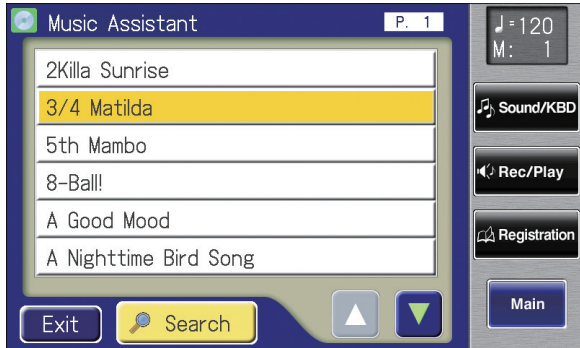 Music Assistant
P. 1
2Killa Sunrise
3/4 Matilda
5th Mambo
8-Ball!
A Good Mood
A Nighttime Bird Song
Exit
Search
♩=120
M: 1
Sound/KBD
Rec/Play
Registration
Main